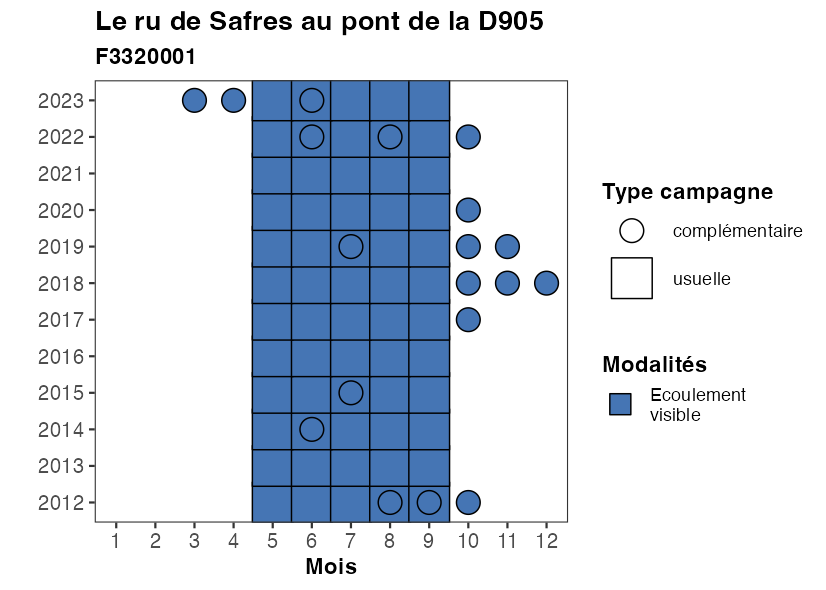 Le ru de Safres au pont de la D905
F3320001
2023
2022
2021
2020
2019
2018
2017
2016
2015
2014
2013
2012
1 2 3 4 5 6 7 8 9 10 11 12
Mois
Type campagne
complémentaire
usuelle
Modalités
Ecoulement
visible